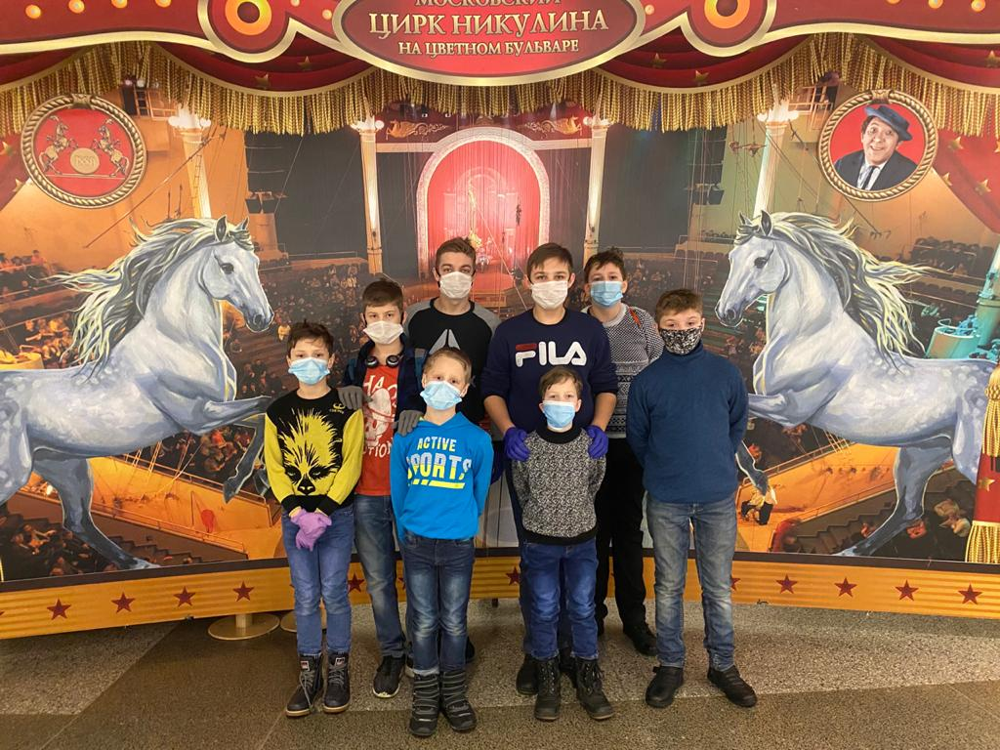 МОСКОВСКИЙ
ЦИРК НИКУЛИНА
НА ЦВЕТНОМ БУЛЬВАРЕ
FILA
ACTIVE
SPORTS